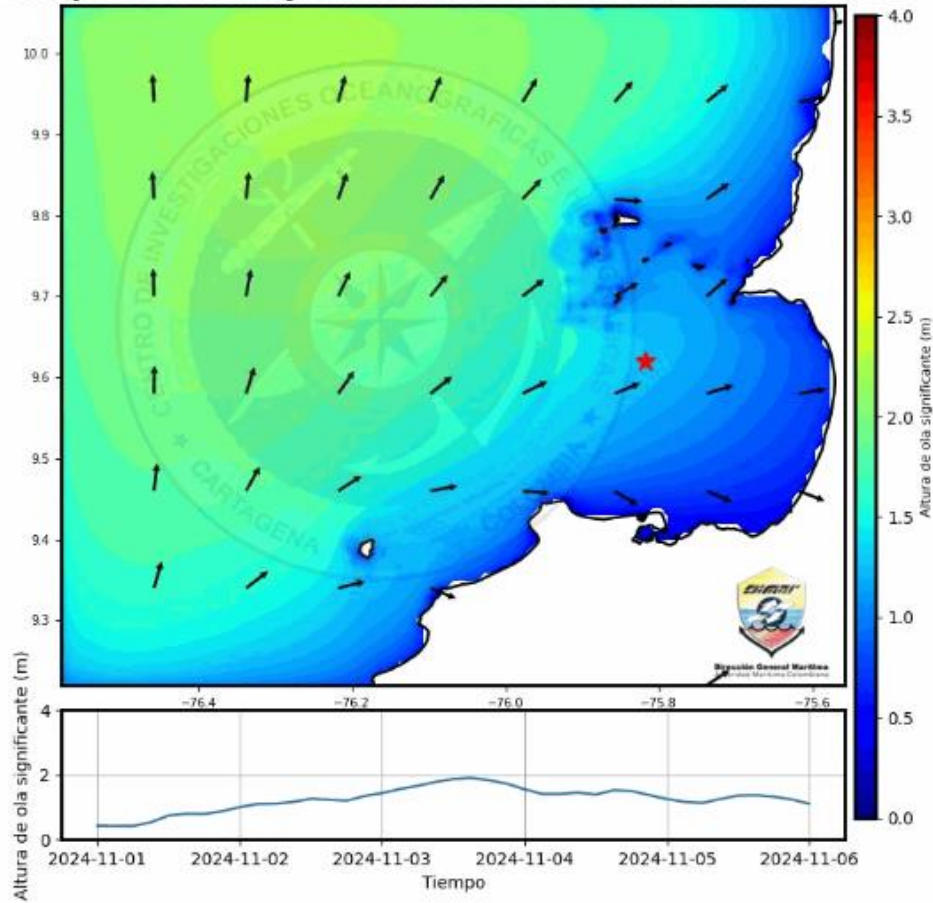 10.0
9.9
9.8
9.7
9.6
9.5
9.4
9.3
−76.4 −76.2 −76.0 −75.8 −75.6
CENTRO DE INVESTIGACIONES OCEANOGRAFICAS E
CARTAGENA
COLOMBIA
Dirección General Marítima
Autoridad Marítima Colombiana
4.0
3.5
3.0
2.5
2.0
1.5
1.0
0.5
0.0
Altura de ola significante (m)
Altura de ola significante (m)
4
2
0
2024-11-01 2024-11-02 2024-11-03 2024-11-04 2024-11-05 2024-11-06
Tiempo